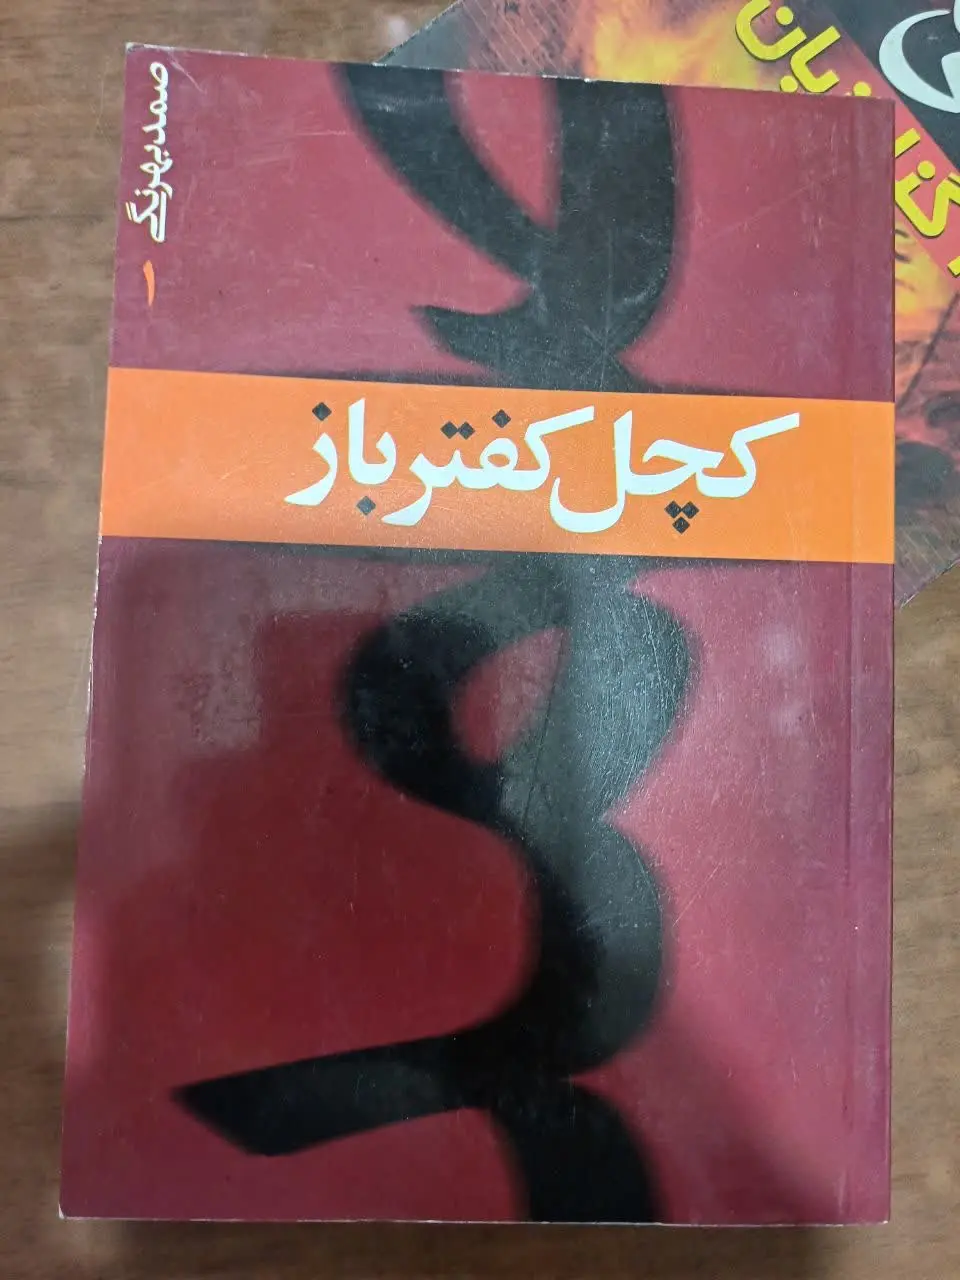 صمد بهرنگی
۱
کچل کفترباز